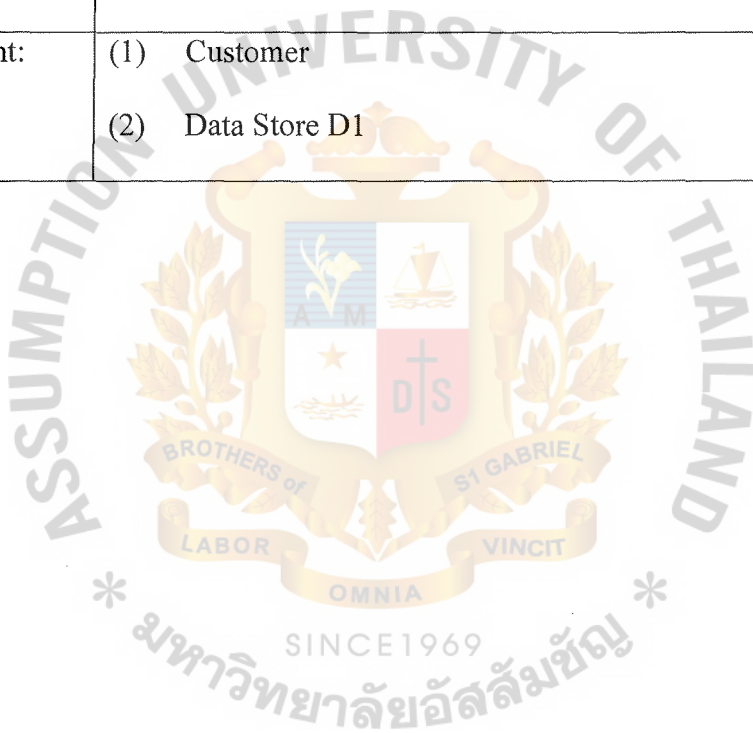 nt: (1) Customer
(2) Data Store D1
ASSUMPTION UNIVERSITY OF THAILAND
A M
D S
BROTHERS of ST GABRIEL
LABOR OMNIA VINCIT
SINCE1969
* มหาวิทยาลัยอัสสัมชัญ *